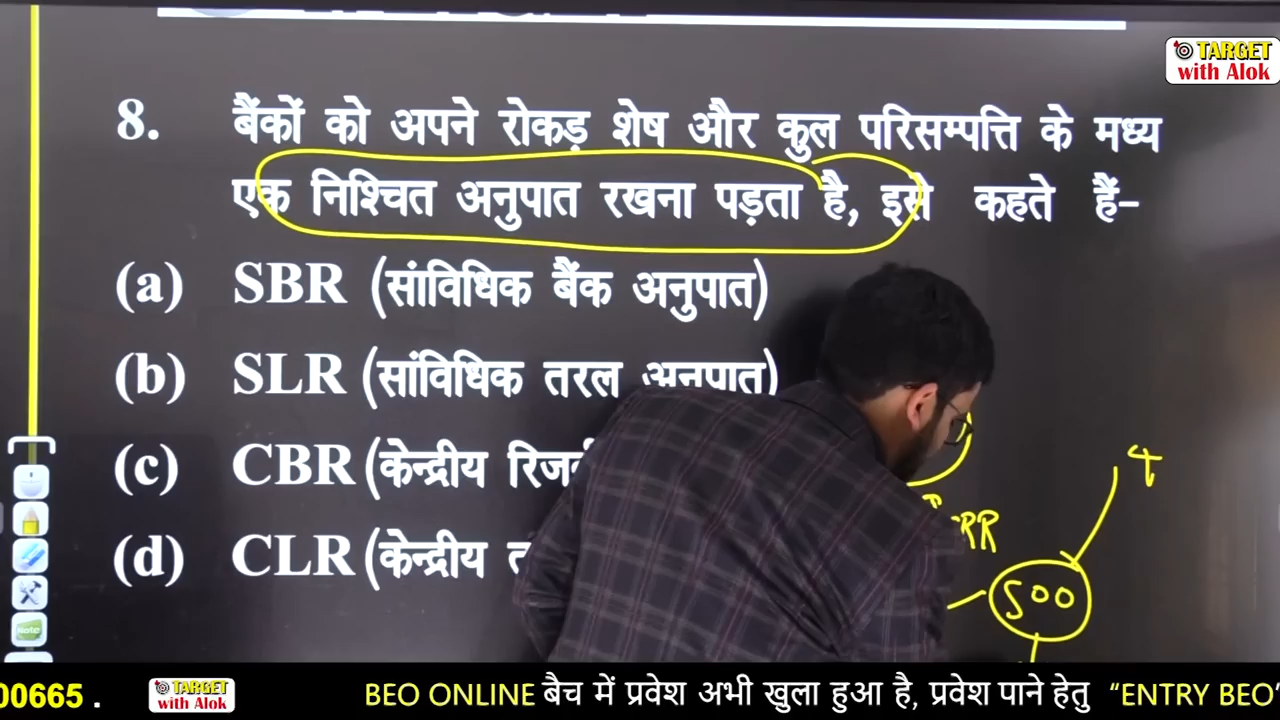 TARGET
with Alok
8. बैंकों को अपने रोकड़ शेष और कुल परिसम्पत्ति के मध्य
एक निश्चित अनुपात रखना पड़ता है, इसे कहते हैं-
(a) SBR (सांविधिक बैंक अनुपात)
(b) SLR (सांविधिक तरल अनुपात)
(c) CBR (केन्द्रीय
(d) CLR (केन्द्रीय
RR
500
Note
00665 .
TARGET
with Alok
BEO ONLINE बैच में प्रवेश अभी खुला हुआ है, प्रवेश पाने हेतु "ENTRY BEO"